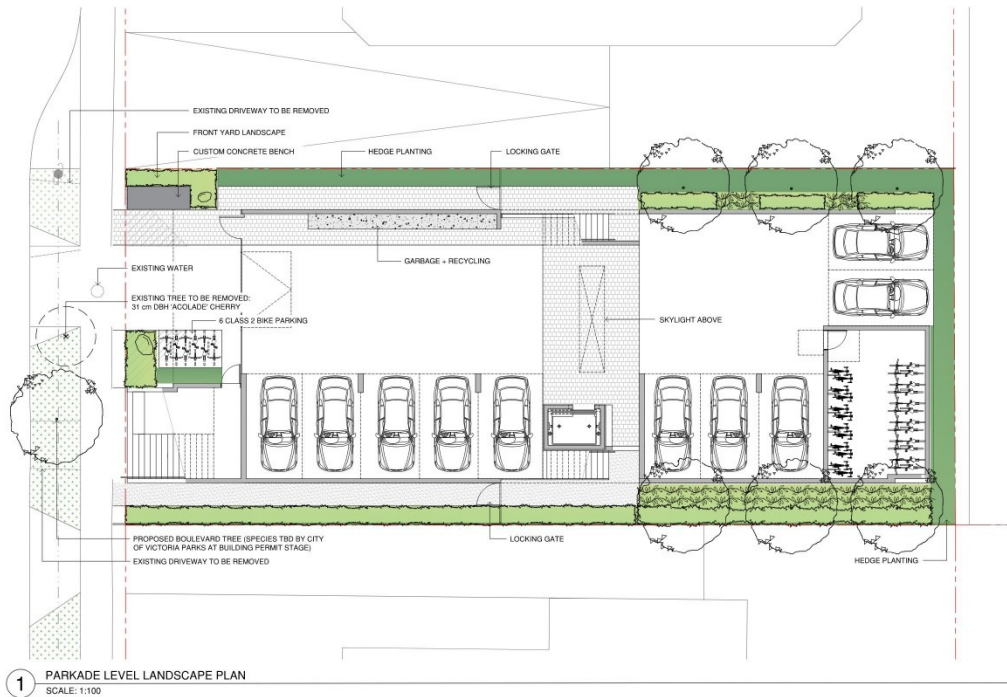 EXISTING DRIVEWAY TO BE REMOVED
FRONT YARD LANDSCAPE
CUSTOM CONCRETE BENCH
HEDGE PLANTING
LOCKING GATE
GARBAGE + RECYCLING
EXISTING WATER
EXISTING TREE TO BE REMOVED:
31 cm DBH 'ACOLADE' CHERRY
6 CLASS 2 BIKE PARKING
SKYLIGHT ABOVE
PROPOSED BOULEVARD TREE (SPECIES TBD BY CITY
OF VICTORIA PARKS AT BUILDING PERMIT STAGE)
EXISTING DRIVEWAY TO BE REMOVED
LOCKING GATE
HEDGE PLANTING
1 PARKADE LEVEL LANDSCAPE PLAN
SCALE: 1:100